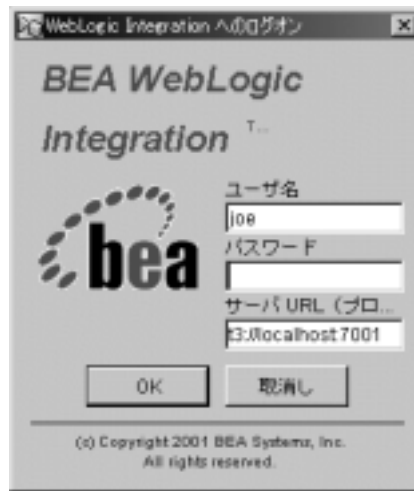 WebLogic Integration へのログオン
BEA WebLogic
Integration T...
bea
ユーザ名
joe
パスワード
サーバ URL (プロ...
t3://localhost:7001
OK
取消し
(c) Copyright 2001 BEA Systems, Inc.
All rights reserved.